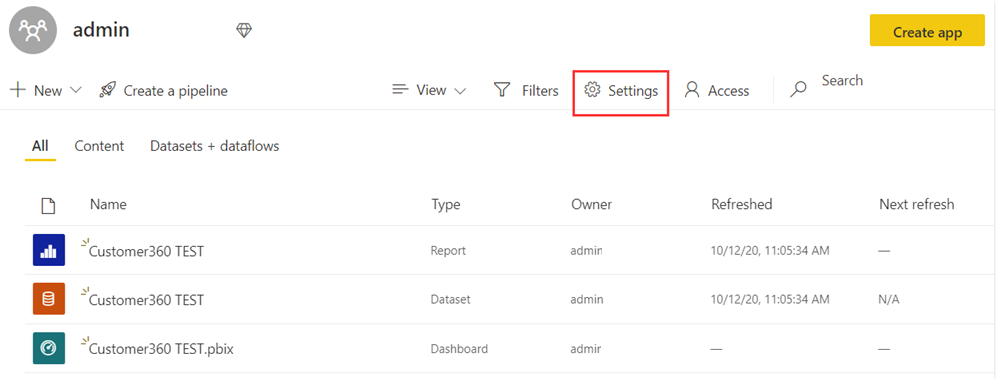 admin
Create app
New Create a pipeline View Filters Settings Access Search
All Content Datasets + dataflows
Name Type Owner Refreshed Next refresh
Customer360 TEST Report admin 10/12/20, 11:05:34 AM —
Customer360 TEST Dataset admin 10/12/20, 11:05:34 AM N/A
Customer360 TEST.pbix Dashboard admir — —